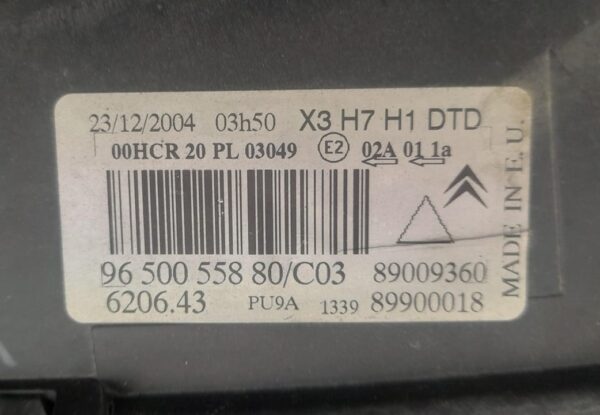 23/12/2004 03h50 X3 H7 H1 DTD
00HCR 20 PL 03049 E2 02A 01 1a
96 500 558 80/C03 89009360
6206.43 PU9A 1339 89900018
MADE IN E.U.